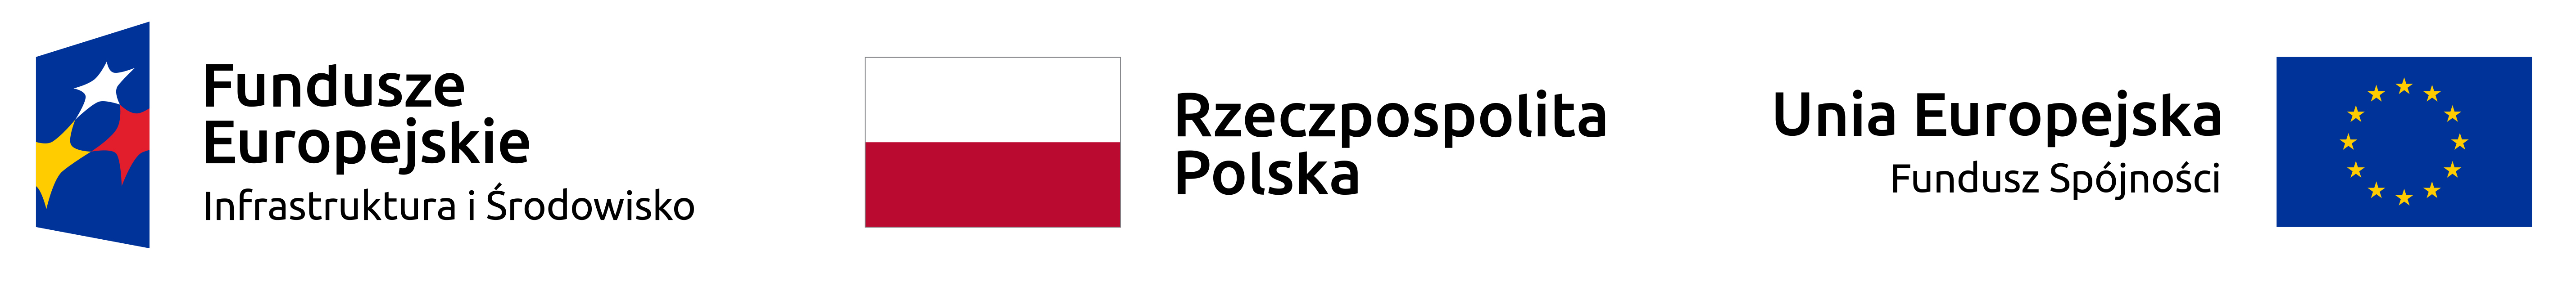 Fundusze
Europejskie
Infrastruktura i Środowisko
Rzeczpospolita
Polska
Unia Europejska
Fundusz Spójności